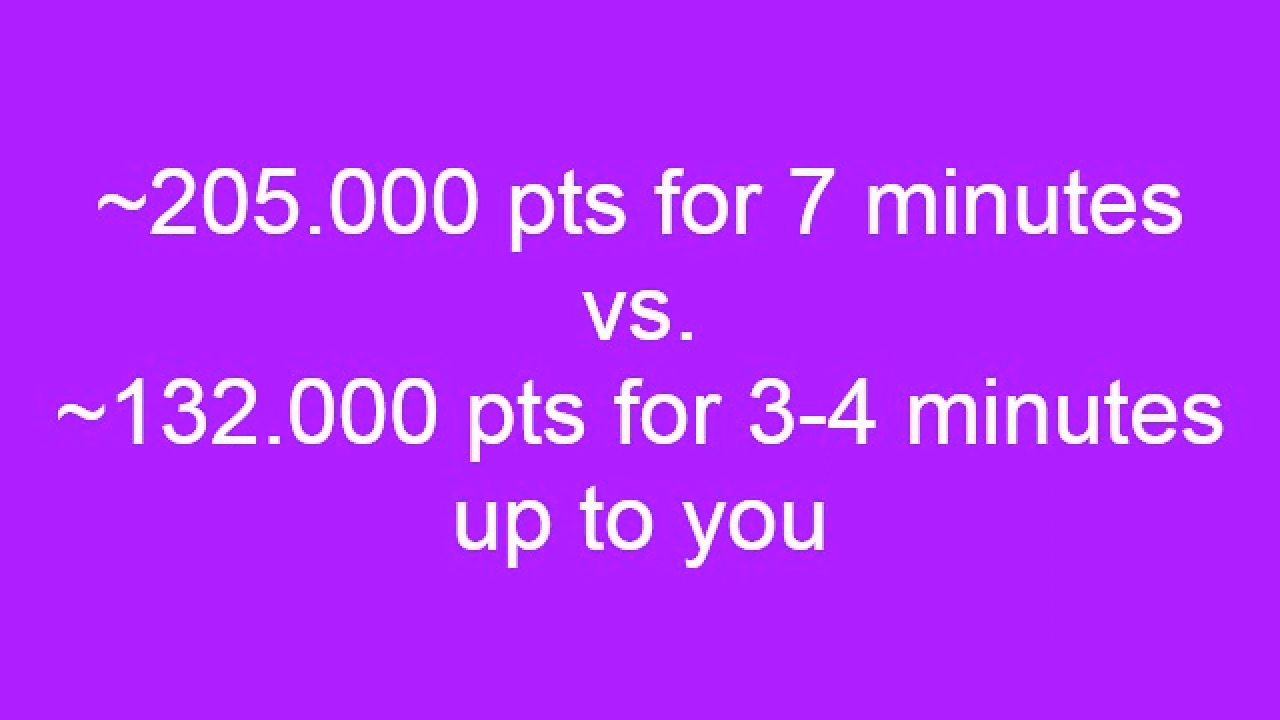 ~205.000 pts for 7 minutes
vs.
~132.000 pts for 3-4 minutes
up to you